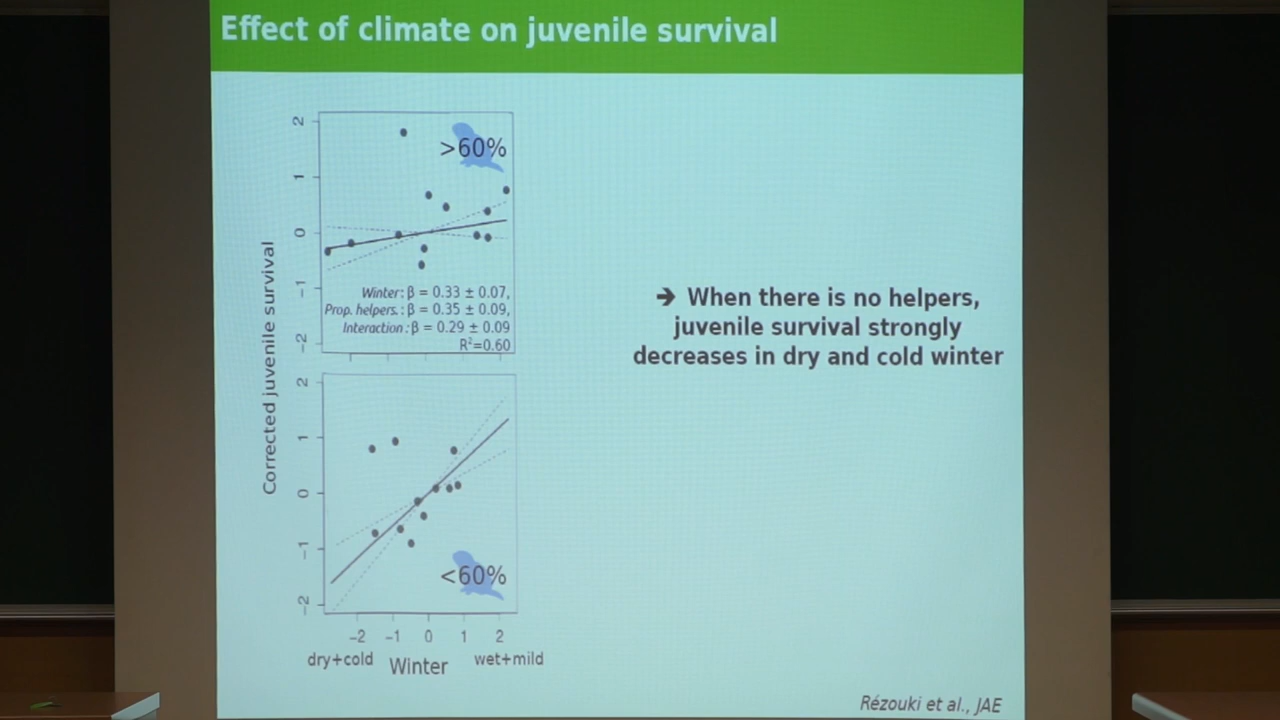 Effect of climate on juvenile survival
Corrected juvenile survival
2
1
0
−1
−2
>60%
Winter: β = 0.33 ± 0.07,
Prop. helpers.: β = 0.35 ± 0.09,
Interaction: β = 0.29 ± 0.09
R²=0.60
2
1
0
−1
−2
<60%
−2 −1 0 1 2
dry+cold Winter wet+mild
➔ When there is no helpers,
juvenile survival strongly
decreases in dry and cold winter
Rézouki et al., JAE